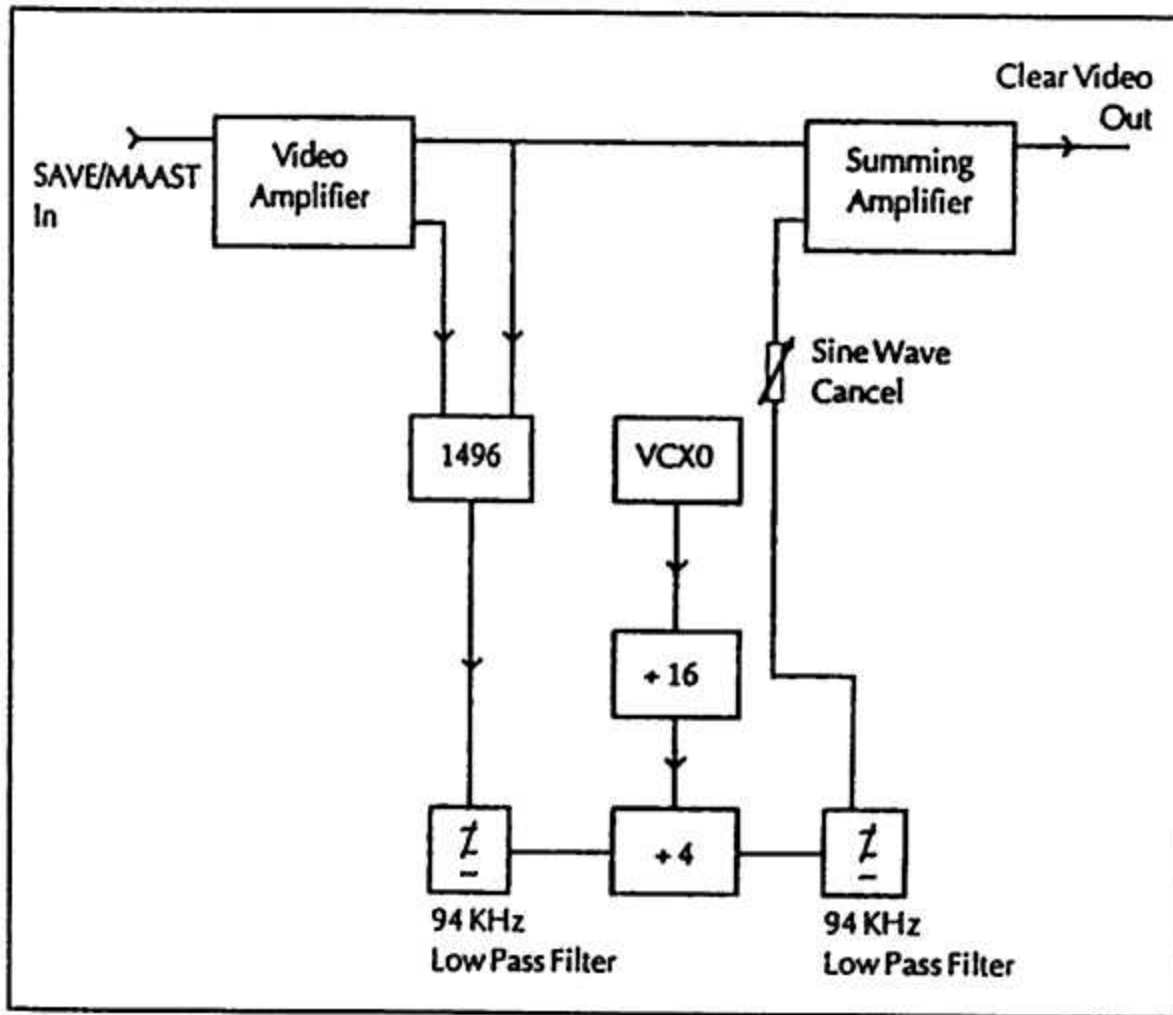 Clear Video
Out
SAVE/MAAST
In
Video
Amplifier
Summing
Amplifier
Sine Wave
Cancel
1496
VCX0
÷ 16
÷ 4
94 KHz
Low Pass Filter
94 KHz
Low Pass Filter